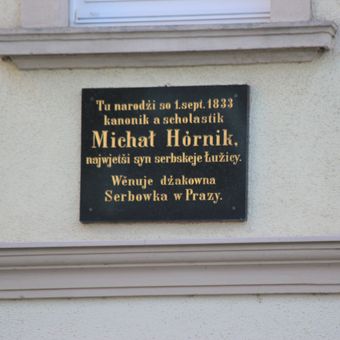 Tu narodźi so 1.sept. 1833
kanonik a scholastik
Michał Hórnik,
najwjetši syn serbskeje Łužicy.
Wěnuje dźakowna
Serbowka w Prazy.